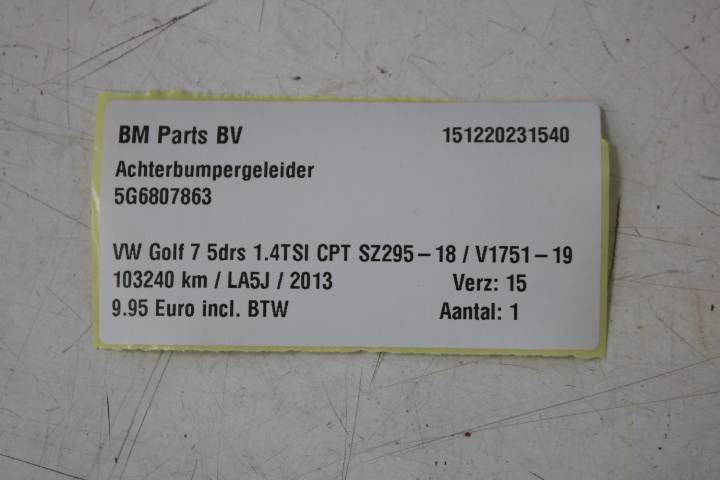 BM Parts BV 151220231540
Achterbumpergeleider
5G6807863
VW Golf 7 5drs 1.4TSI CPT SZ295-18 / V1751-19
103240 km / LA5J / 2013 Verz: 15
9.95 Euro incl. BTW Aantal: 1